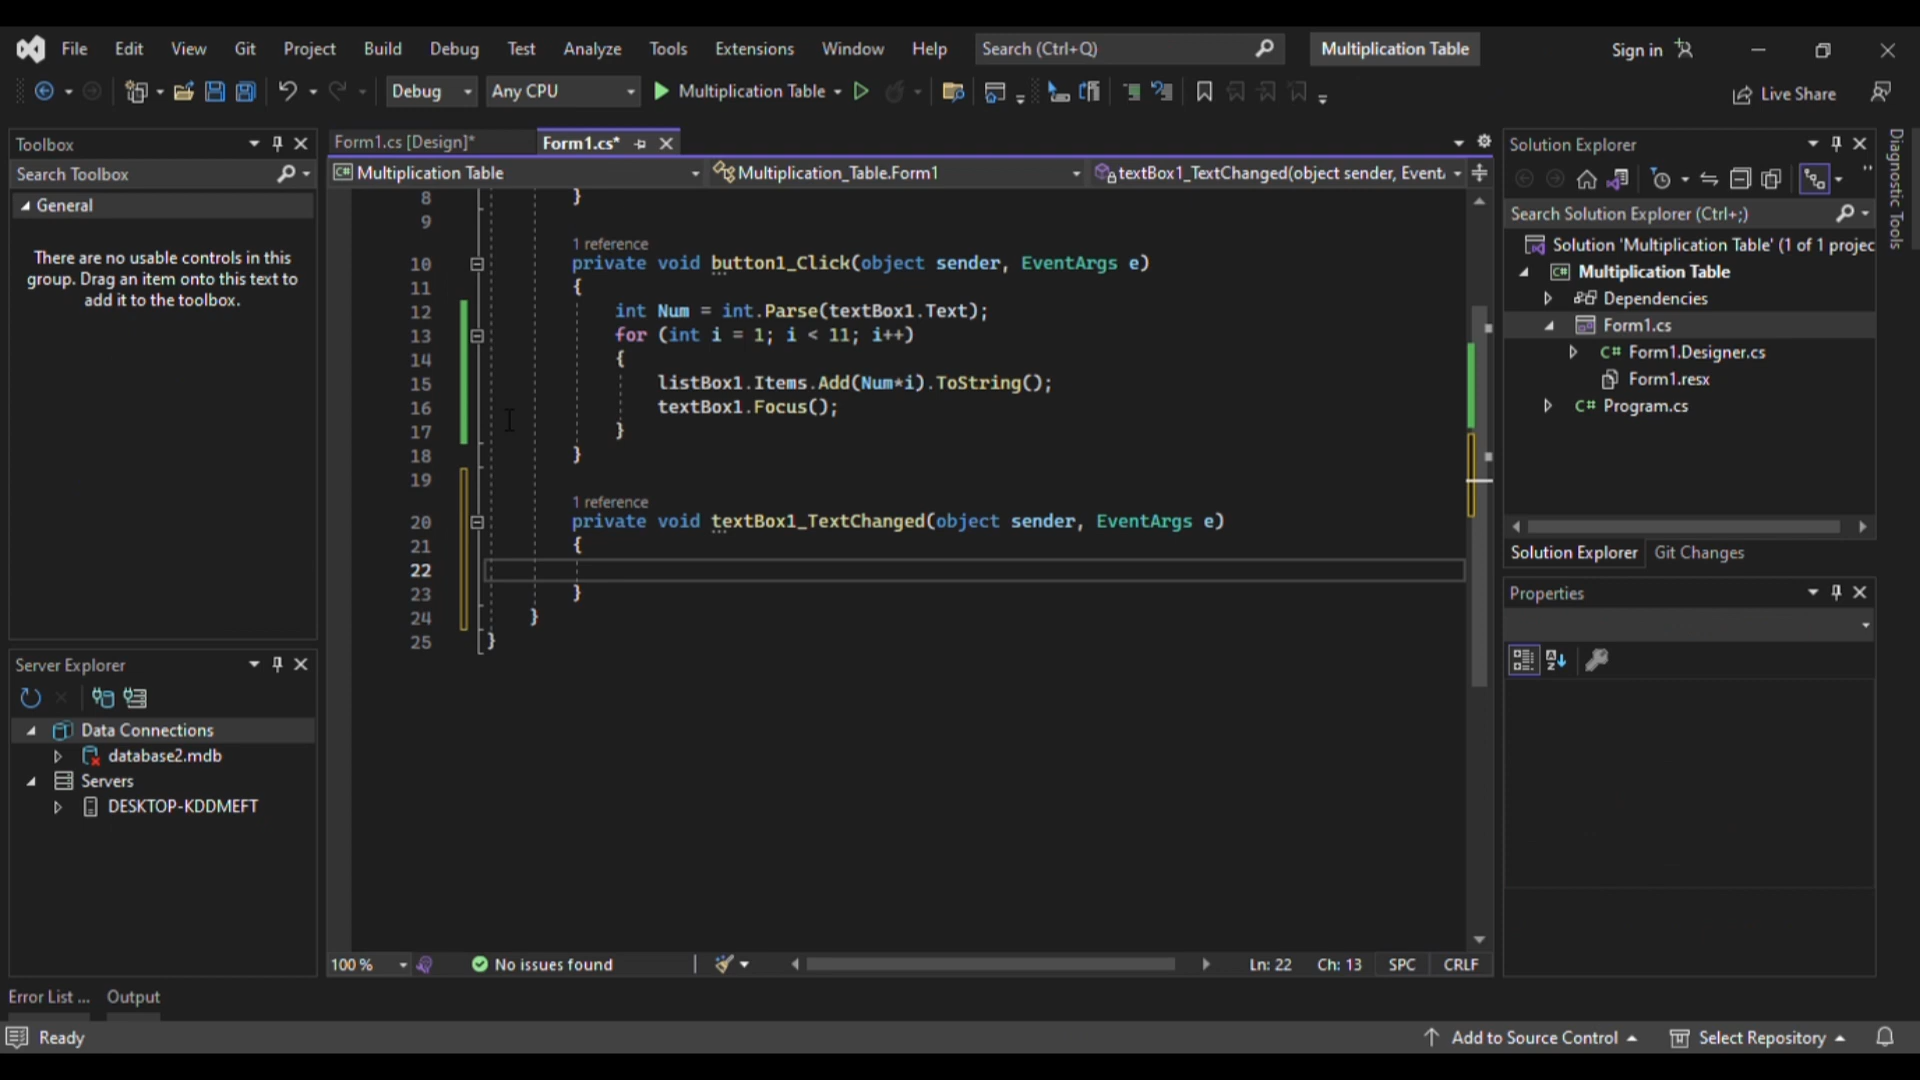 File Edit View Git Project Build Debug Test Analyze Tools Extensions Window Help Search (Ctrl+Q) Multiplication Table Sign in
Debug Any CPU Multiplication Table Live Share
Toolbox
Search Toolbox
General
There are no usable controls in this
group. Drag an item onto this text to
add it to the toolbox.
Server Explorer
Data Connections
database2.mdb
Servers
DESKTOP-KDDMEFT
Form1.cs [Design]* Form1.cs*
Multiplication Table Multiplication_Table.Form1 textBox1_TextChanged(object sender, Event
8 }
9
1 reference
10 private void button1_Click(object sender, EventArgs e)
11 {
12 int Num = int.Parse(textBox1.Text);
13 for (int i = 1; i < 11; i++)
14 {
15 listBox1.Items.Add(Num*i).ToString();
16 textBox1.Focus();
17 }
18 }
19
1 reference
20 private void textBox1_TextChanged(object sender, EventArgs e)
21 {
22
23 }
24 }
25 }
100 % No issues found Ln: 22 Ch: 13 SPC CRLF
Solution Explorer
Search Solution Explorer (Ctrl+;)
Solution 'Multiplication Table' (1 of 1 projec
Multiplication Table
Dependencies
Form1.cs
C# Form1.Designer.cs
Form1.resx
C# Program.cs
Solution Explorer Git Changes
Properties
Diagnostic Tools
Error List ... Output
Ready Add to Source Control Select Repository